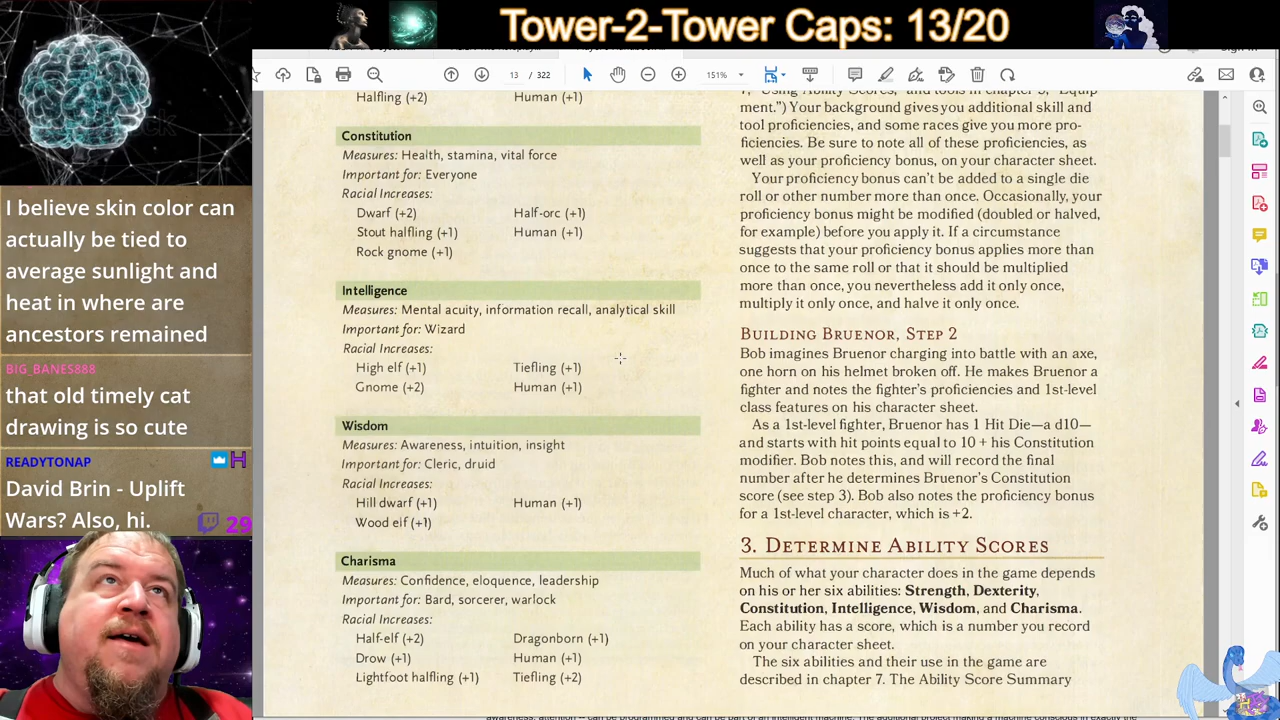 Tower-2-Tower Caps: 13/20
13 / 322
151%
I believe skin color can
actually be tied to
average sunlight and
heat in where are
ancestors remained
BIG_BANES888
that old timely cat
drawing is so cute
READYTONAP
David Brin - Uplift
Wars? Also, hi.
29
Halfling (+2)
Human (+1)
Constitution
Measures: Health, stamina, vital force
Important for: Everyone
Racial Increases:
Dwarf (+2)
Half-orc (+1)
Stout halfling (+1)
Human (+1)
Rock gnome (+1)
Intelligence
Measures: Mental acuity, information recall, analytical skill
Important for: Wizard
Racial Increases:
High elf (+1)
Tiefling (+1)
Gnome (+2)
Human (+1)
Wisdom
Measures: Awareness, intuition, insight
Important for: Cleric, druid
Racial Increases:
Hill dwarf (+1)
Human (+1)
Wood elf (+1)
Charisma
Measures: Confidence, eloquence, leadership
Important for: Bard, sorcerer, warlock
Racial Increases:
Half-elf (+2)
Dragonborn (+1)
Drow (+1)
Human (+1)
Lightfoot halfling (+1)
Tiefling (+2)
7, "Using Ability Scores," and tools in chapter 5, "Equip
ment.") Your background gives you additional skill and
tool proficiencies, and some races give you more pro-
ficiencies. Be sure to note all of these proficiencies, as
well as your proficiency bonus, on your character sheet.
Your proficiency bonus can't be added to a single die
roll or other number more than once. Occasionally, your
proficiency bonus might be modified (doubled or halved,
for example) before you apply it. If a circumstance
suggests that your proficiency bonus applies more than
once to the same roll or that it should be multiplied
more than once, you nevertheless add it only once,
multiply it only once, and halve it only once.
Building Bruenor, Step 2
Bob imagines Bruenor charging into battle with an axe,
one horn on his helmet broken off. He makes Bruenor a
fighter and notes the fighter's proficiencies and 1st-level
class features on his character sheet.
As a 1st-level fighter, Bruenor has 1 Hit Die—a d10—
and starts with hit points equal to 10 + his Constitution
modifier. Bob notes this, and will record the final
number after he determines Bruenor's Constitution
score (see step 3). Bob also notes the proficiency bonus
for a 1st-level character, which is +2.
3. Determine Ability Scores
Much of what your character does in the game depends
on his or her six abilities: Strength, Dexterity,
Constitution, Intelligence, Wisdom, and Charisma.
Each ability has a score, which is a number you record
on your character sheet.
The six abilities and their use in the game are
described in chapter 7. The Ability Score Summary